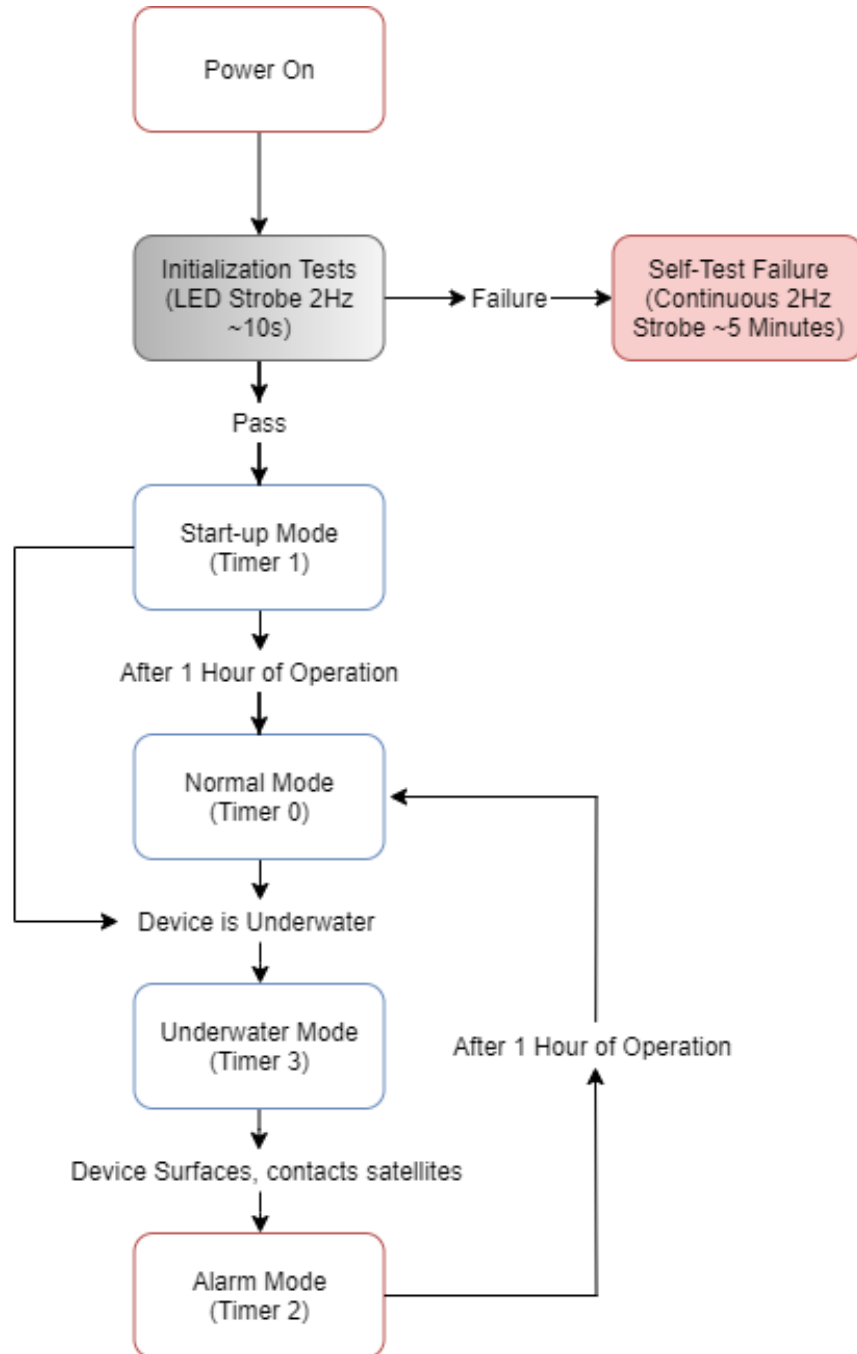 Power On
Initialization Tests
(LED Strobe 2Hz
~10s)
Failure
Self-Test Failure
(Continuous 2Hz
Strobe ~5 Minutes)
Pass
Start-up Mode
(Timer 1)
After 1 Hour of Operation
Normal Mode
(Timer 0)
Device is Underwater
Underwater Mode
(Timer 3)
After 1 Hour of Operation
Device Surfaces, contacts satellites
Alarm Mode
(Timer 2)